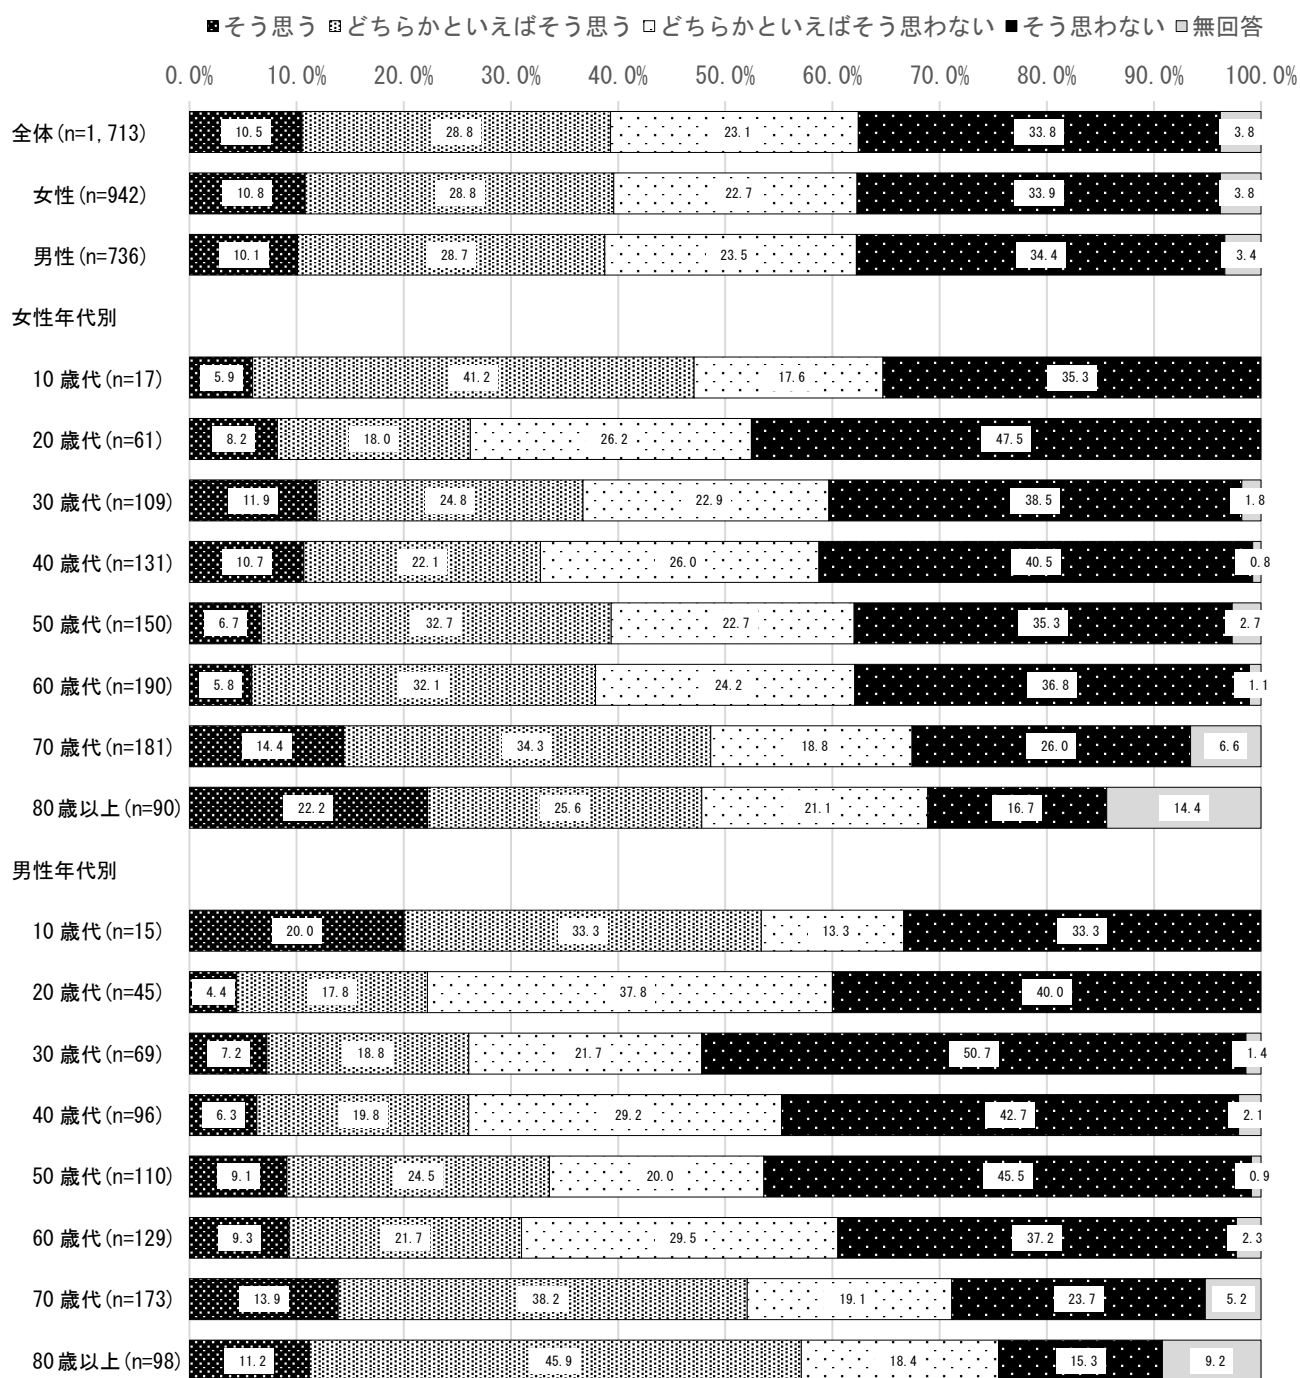 ■そう思う ▩どちらかといえばそう思う □どちらかといえばそう思わない ■そう思わない □無回答
0.0% 10.0% 20.0% 30.0% 40.0% 50.0% 60.0% 70.0% 80.0% 90.0% 100.0%
全体(n=1,713) 10.5 28.8 23.1 33.8 3.8
女性(n=942) 10.8 28.8 22.7 33.9 3.8
男性(n=736) 10.1 28.7 23.5 34.4 3.4
女性年代別
10歳代(n=17) 5.9 41.2 17.6 35.3
20歳代(n=61) 8.2 18.0 26.2 47.5
30歳代(n=109) 11.9 24.8 22.9 38.5 1.8
40歳代(n=131) 10.7 22.1 26.0 40.5 0.8
50歳代(n=150) 6.7 32.7 22.7 35.3 2.7
60歳代(n=190) 5.8 32.1 24.2 36.8 1.1
70歳代(n=181) 14.4 34.3 18.8 26.0 6.6
80歳以上(n=90) 22.2 25.6 21.1 16.7 14.4
男性年代別
10歳代(n=15) 20.0 33.3 13.3 33.3
20歳代(n=45) 4.4 17.8 37.8 40.0
30歳代(n=69) 7.2 18.8 21.7 50.7 1.4
40歳代(n=96) 6.3 19.8 29.2 42.7 2.1
50歳代(n=110) 9.1 24.5 20.0 45.5 0.9
60歳代(n=129) 9.3 21.7 29.5 37.2 2.3
70歳代(n=173) 13.9 38.2 19.1 23.7 5.2
80歳以上(n=98) 11.2 45.9 18.4 15.3 9.2